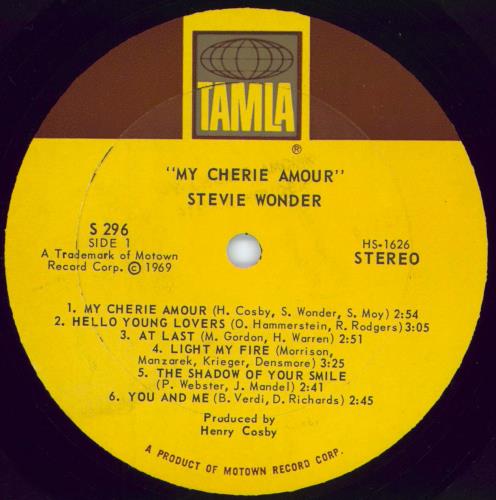 TAMLA
®
"MY CHERIE AMOUR"
STEVIE WONDER
S 296
SIDE 1
A Trademark of Motown
Record Corp. © 1969
HS-1626
STEREO
1. MY CHERIE AMOUR (H. Cosby, S. Wonder, S. Moy) 2:54
2. HELLO YOUNG LOVERS (O. Hammerstein, R. Rodgers) 3:05
3. AT LAST (M. Gordon, H. Warren) 2:51
4. LIGHT MY FIRE (Morrison,
Manzarek, Krieger, Densmore) 3:25
5. THE SHADOW OF YOUR SMILE
(P. Webster, J. Mandel) 2:41
6. YOU AND ME (B. Verdi, D. Richards) 2:45
Produced by
Henry Cosby
A PRODUCT OF MOTOWN RECORD CORP.